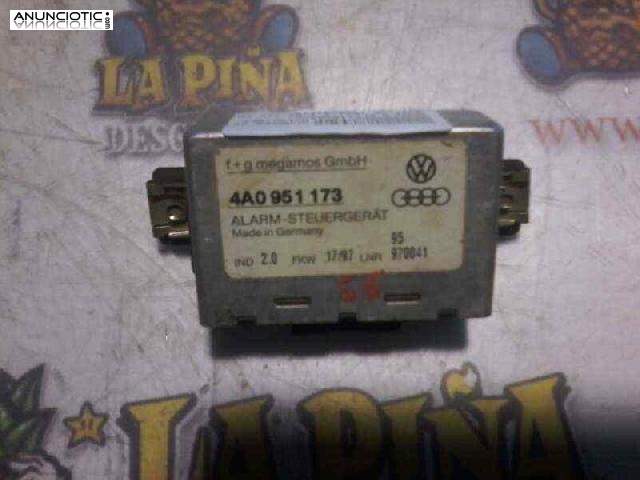 ANUNCIOTIC.com
LA PIÑA
DESG
www.
f+g megamos GmbH
4A0 951 173
ALARM-STEUERGERÄT
Made in Germany
95
IND 2.0 FKW 17/97 LNR 970041
LA PIÑA